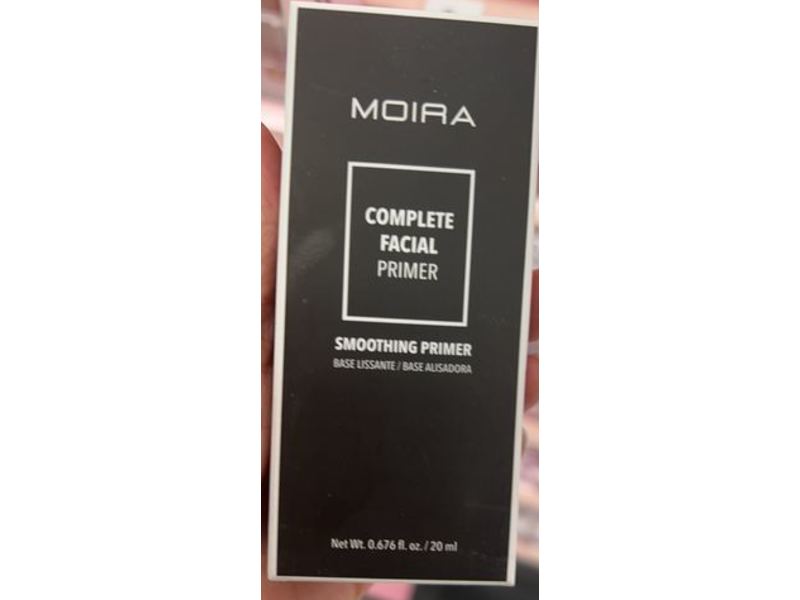 MOIRA
COMPLETE
FACIAL
PRIMER
SMOOTHING PRIMER
BASE LISSANTE / BASE ALISADORA
Net Wt. 0.676 fl. oz. / 20 ml